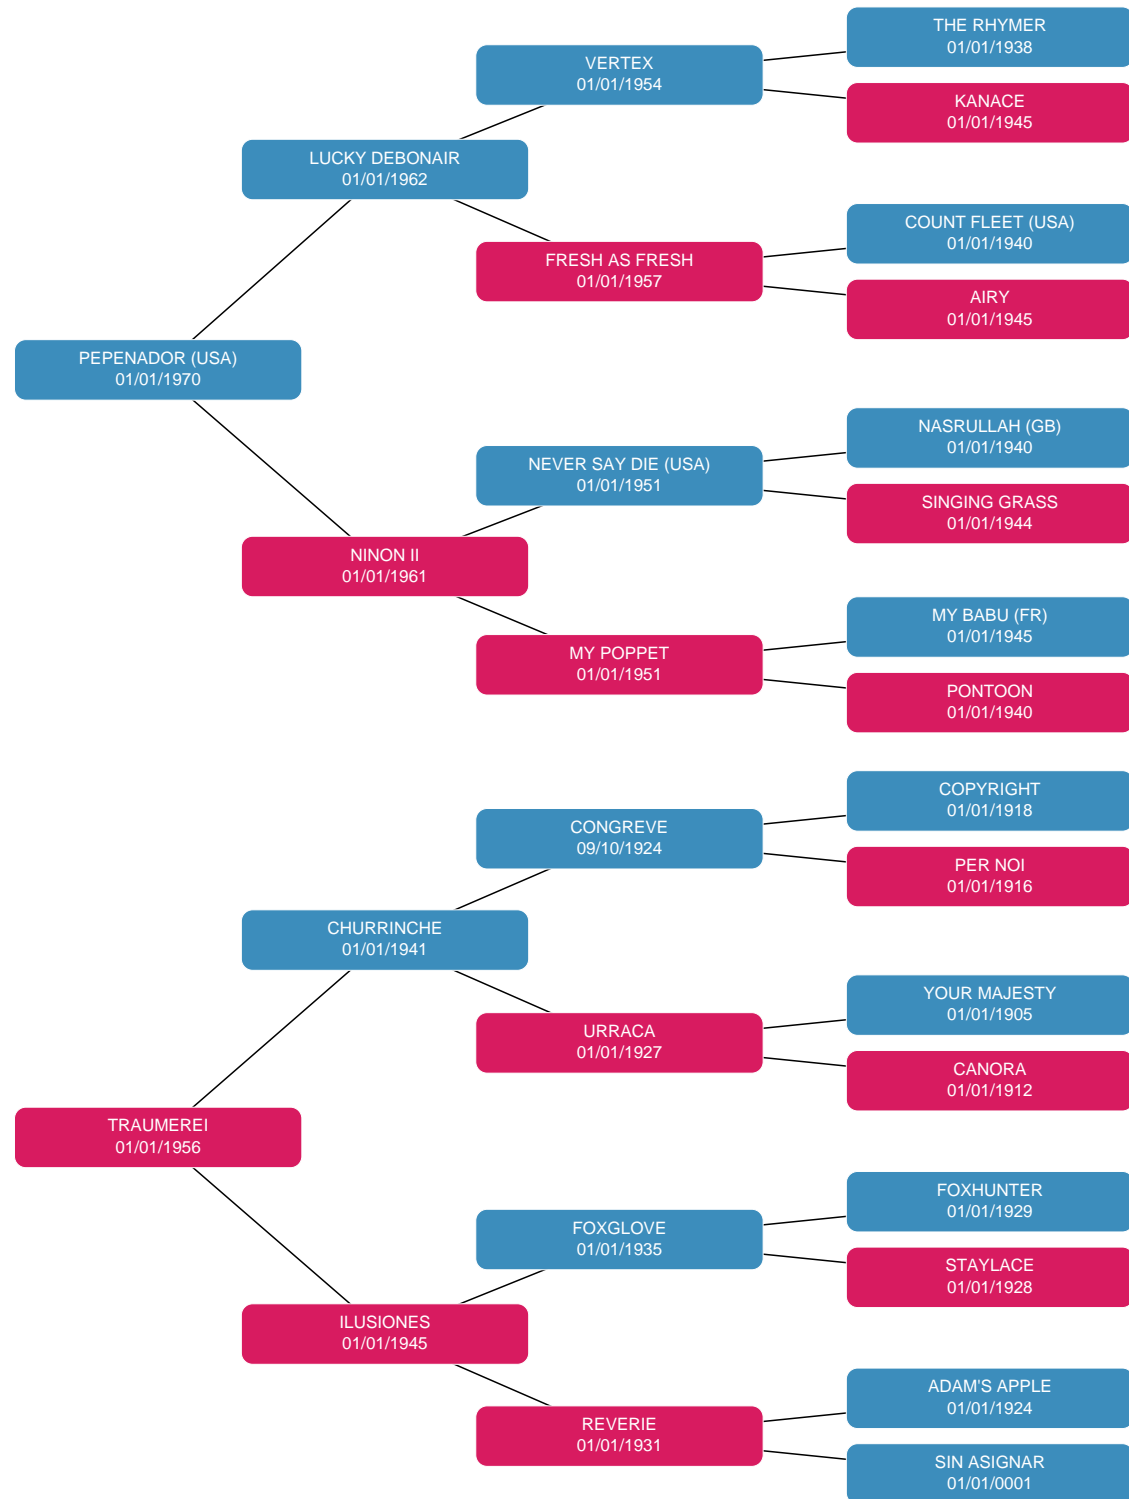 THE RHYMER
01/01/1938
VERTEX
01/01/1954
KANACE
01/01/1945
LUCKY DEBONAIR
01/01/1962
COUNT FLEET (USA)
01/01/1940
FRESH AS FRESH
01/01/1957
AIRY
01/01/1945
PEPENADOR (USA)
01/01/1970
NASRULLAH (GB)
01/01/1940
NEVER SAY DIE (USA)
01/01/1951
SINGING GRASS
01/01/1944
NINON II
01/01/1961
MY BABU (FR)
01/01/1945
MY POPPET
01/01/1951
PONTOON
01/01/1940
COPYRIGHT
01/01/1918
CONGREVE
09/10/1924
PER NOI
01/01/1916
CHURRINCHE
01/01/1941
YOUR MAJESTY
01/01/1905
URRACA
01/01/1927
CANORA
01/01/1912
TRAUMEREI
01/01/1956
FOXHUNTER
01/01/1929
FOXGLOVE
01/01/1935
STAYLACE
01/01/1928
ILUSIONES
01/01/1945
ADAM'S APPLE
01/01/1924
REVERIE
01/01/1931
SIN ASIGNAR
01/01/0001